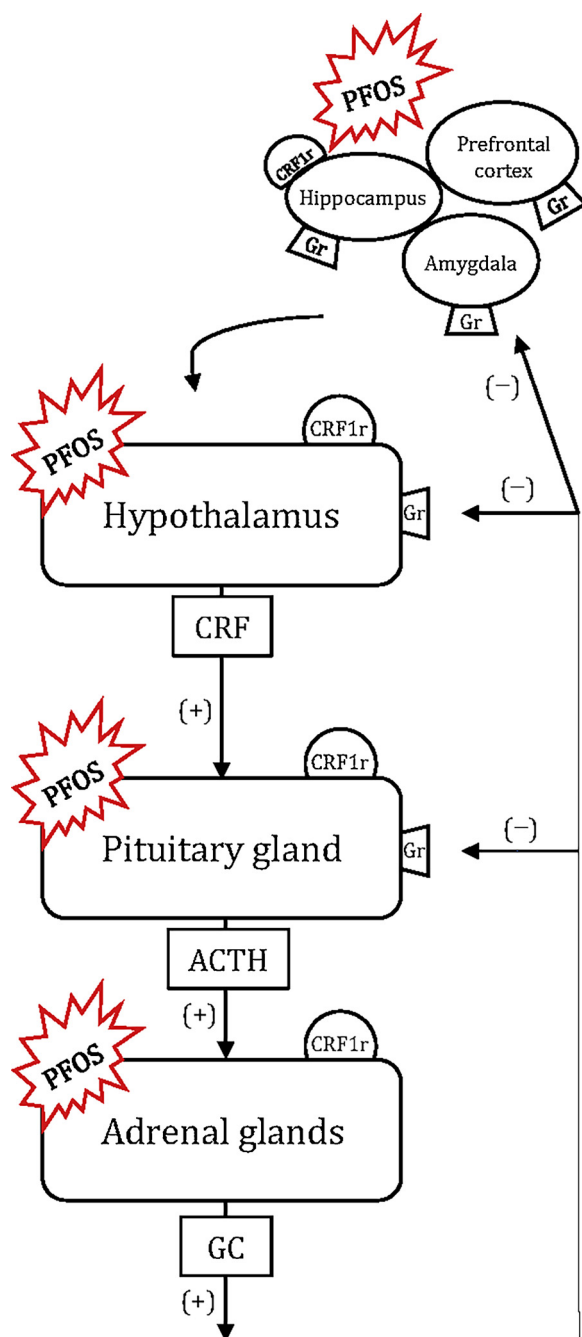 PFOS
Prefrontal
cortex
CRF1r
Hippocampus
Gr
Gr
Amygdala
Gr
(−)
PFOS
CRF1r
Hypothalamus
Gr
(−)
CRF
(+)
PFOS
CRF1r
Pituitary gland
Gr
(−)
ACTH
(+)
PFOS
CRF1r
Adrenal glands
GC
(+)